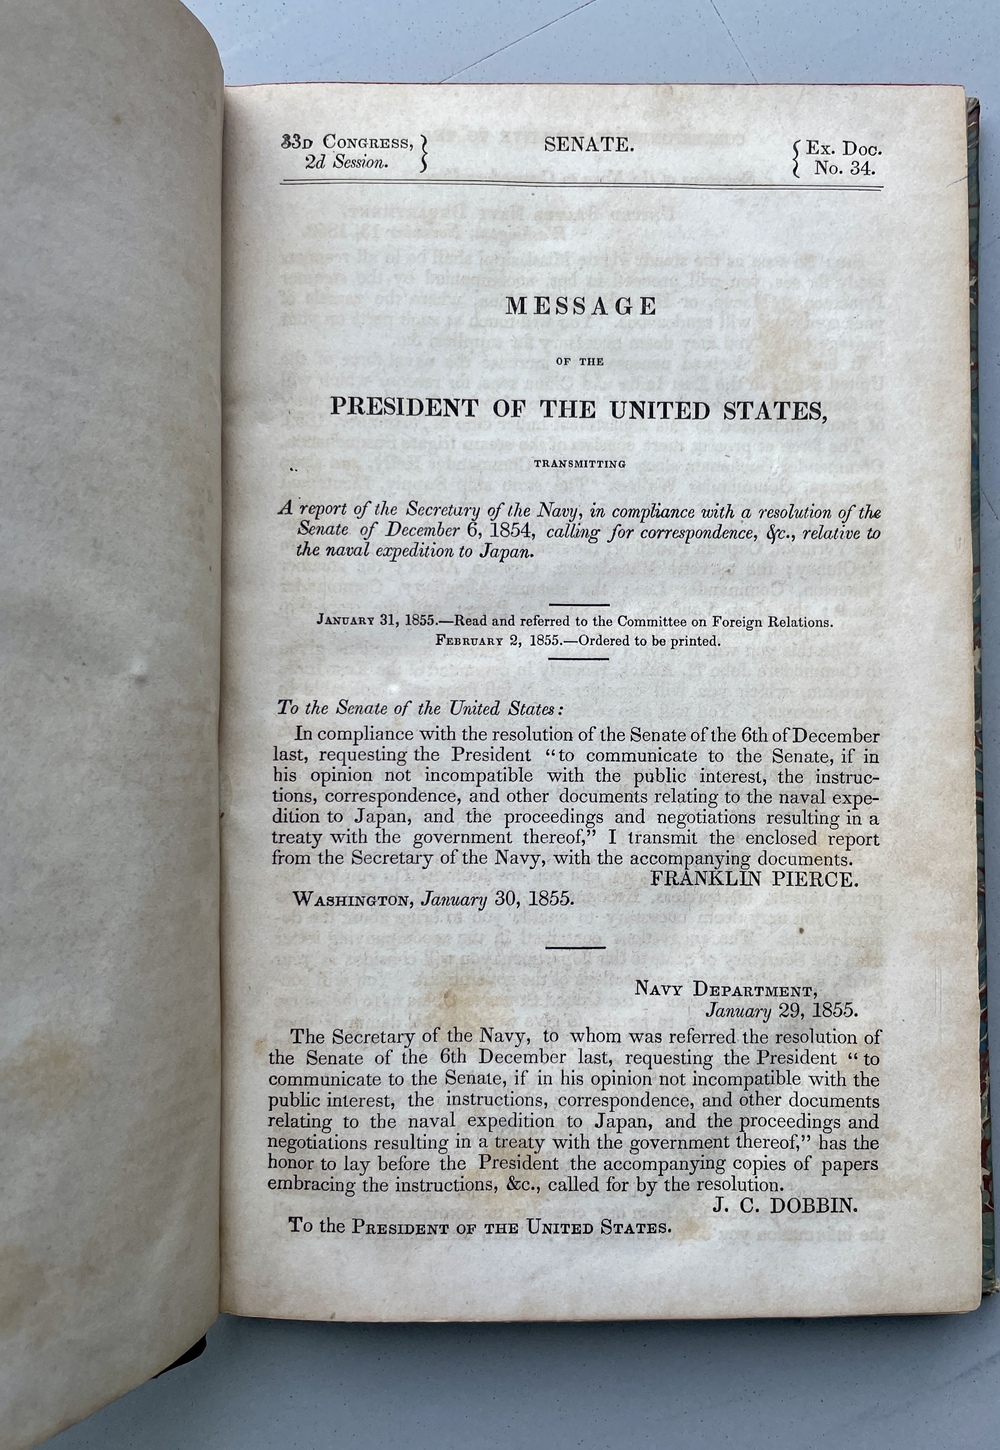 33D CONGRESS, } SENATE. { Ex. Doc.
2d Session. No. 34.
MESSAGE
OF THE
PRESIDENT OF THE UNITED STATES,
TRANSMITTING
A report of the Secretary of the Navy, in compliance with a resolution of the
Senate of December 6, 1854, calling for correspondence, &c., relative to
the naval expedition to Japan.
JANUARY 31, 1855.—Read and referred to the Committee on Foreign Relations.
FEBRUARY 2, 1855.—Ordered to be printed.
To the Senate of the United States:
In compliance with the resolution of the Senate of the 6th of December
last, requesting the President “to communicate to the Senate, if in
his opinion not incompatible with the public interest, the instruc-
tions, correspondence, and other documents relating to the naval expe-
dition to Japan, and the proceedings and negotiations resulting in a
treaty with the government thereof,” I transmit the enclosed report
from the Secretary of the Navy, with the accompanying documents.
FRANKLIN PIERCE.
WASHINGTON, January 30, 1855.
NAVY DEPARTMENT,
January 29, 1855.
The Secretary of the Navy, to whom was referred the resolution of
the Senate of the 6th December last, requesting the President “to
communicate to the Senate, if in his opinion not incompatible with the
public interest, the instructions, correspondence, and other documents
relating to the naval expedition to Japan, and the proceedings and
negotiations resulting in a treaty with the government thereof,” has the
honor to lay before the President the accompanying copies of papers
embracing the instructions, &c., called for by the resolution.
J. C. DOBBIN.
To the PRESIDENT OF THE UNITED STATES.